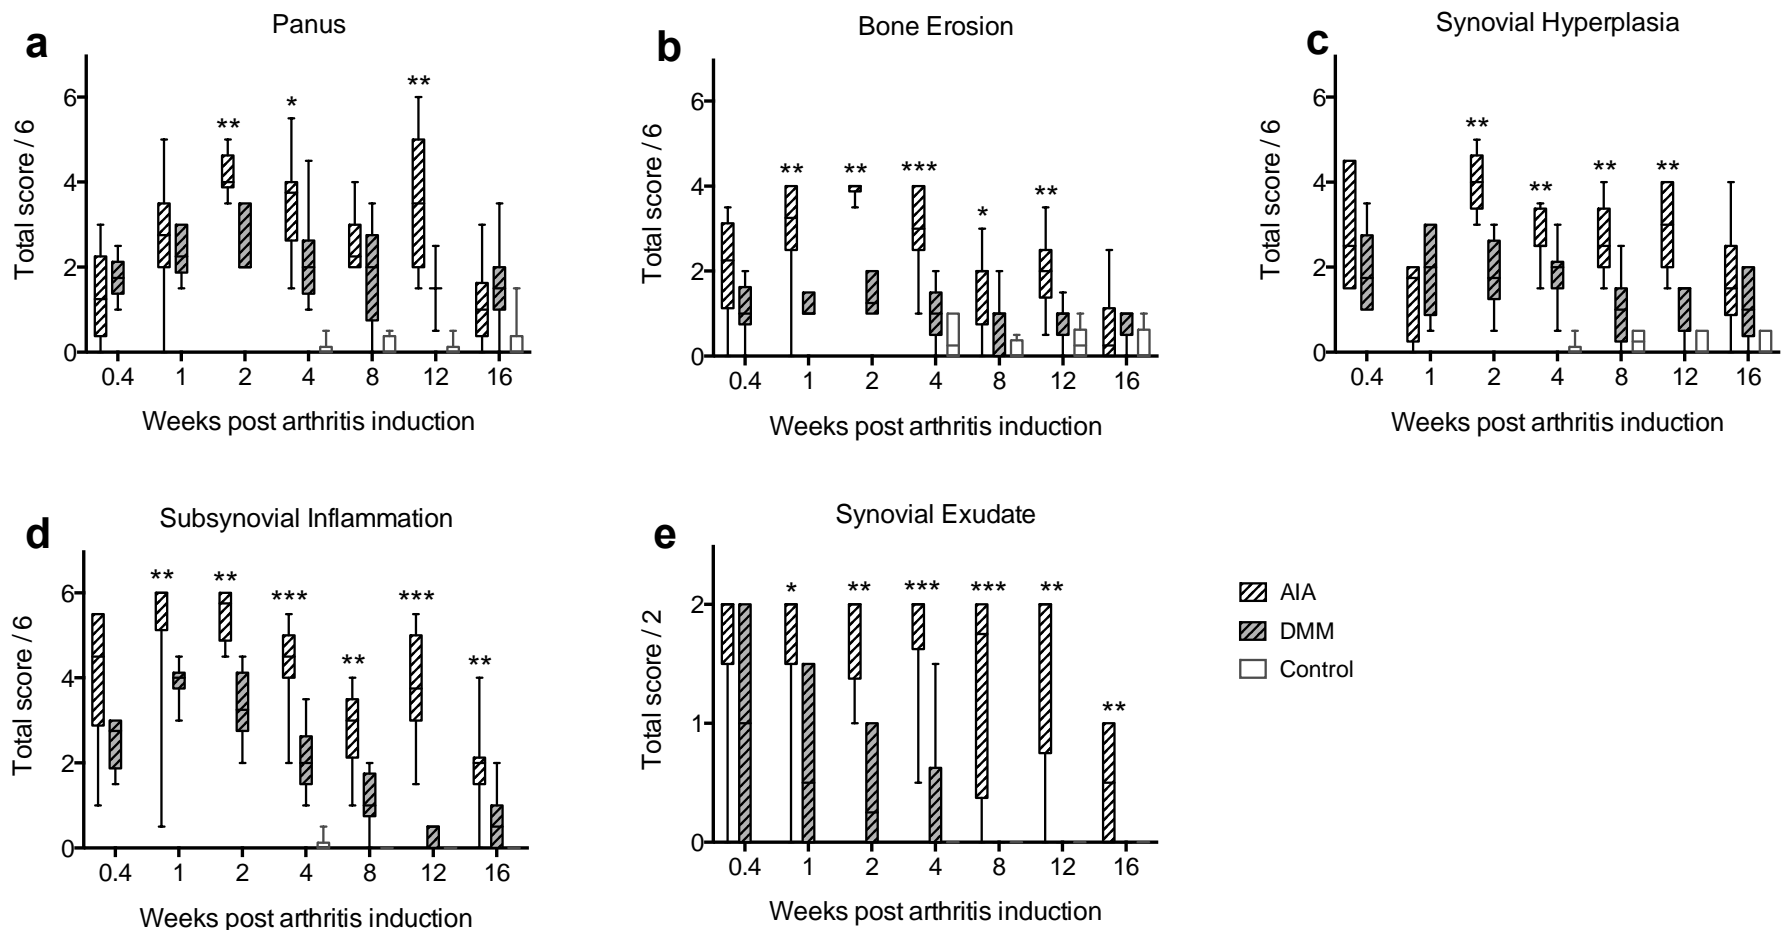 a
Panus
Total score / 6
6
**
*
**
4
2
0
0.4 1 2 4 8 12 16
Weeks post arthritis induction
b
Bone Erosion
Total score / 6
6
** ** *** * **
4
2
0
0.4 1 2 4 8 12 16
Weeks post arthritis induction
c
Synovial Hyperplasia
Total score / 6
6
** ** ** **
4
2
0
0.4 1 2 4 8 12 16
Weeks post arthritis induction
d
Subsynovial Inflammation
Total score / 6
6
** ** *** ** *** **
4
2
0
0.4 1 2 4 8 12 16
Weeks post arthritis induction
e
Synovial Exudate
Total score / 2
2
* ** *** *** ** **
1
0
0.4 1 2 4 8 12 16
Weeks post arthritis induction
AIA
DMM
Control